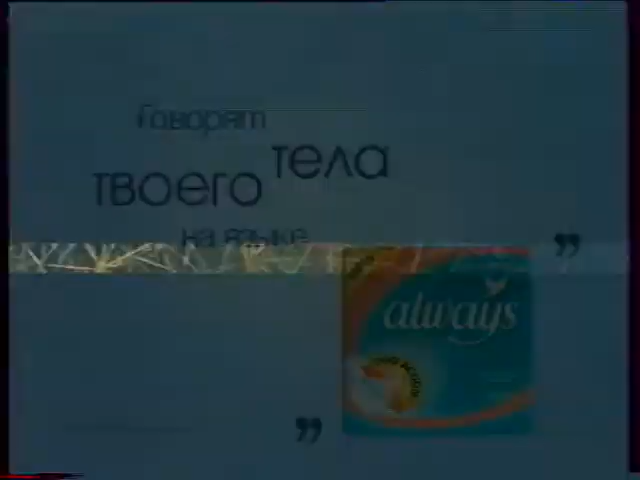 Говорят
твоего тела
на языке
”
always
”